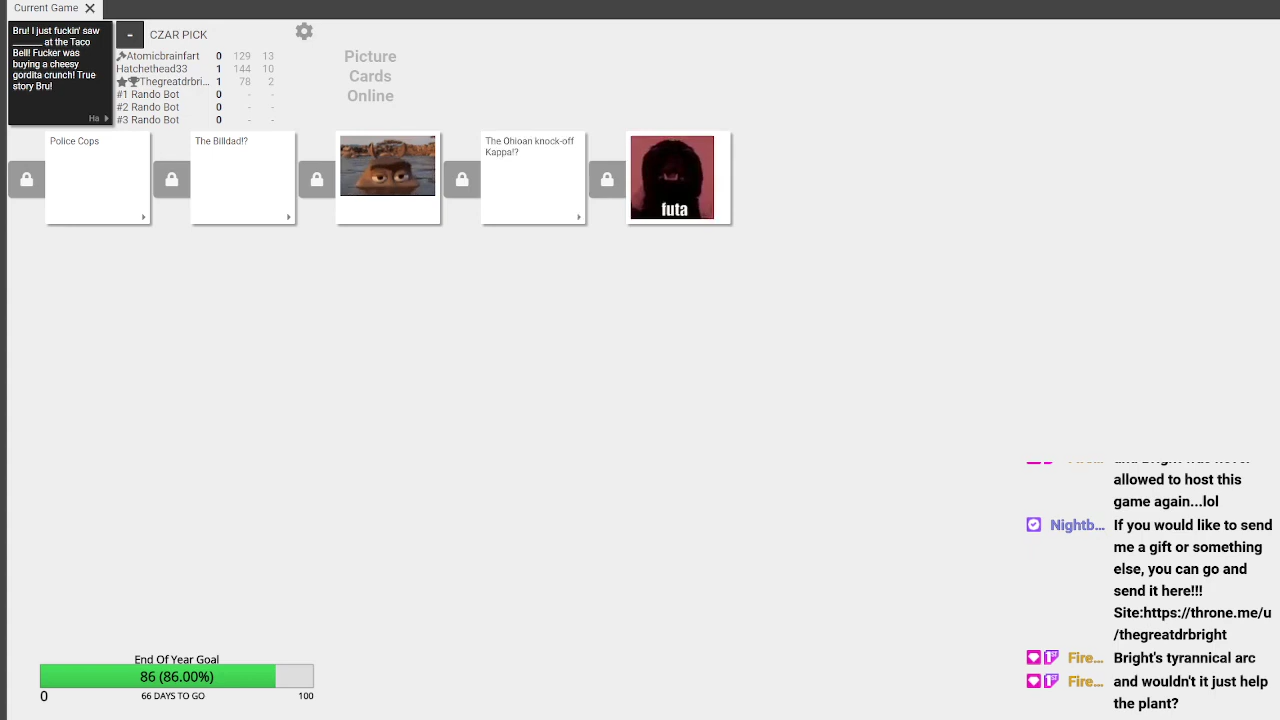 Current Game
Bru! I just fuckin' saw
_____ at the Taco
Bell! Fucker was
buying a cheesy
gordita crunch! True
story Bru!
Ha
-
CZAR PICK
Atomicbrainfart 0 129 13
Hatchethead33 1 144 10
Thegreatdrbri... 1 78 2
#1 Rando Bot 0 - -
#2 Rando Bot 0 - -
#3 Rando Bot 0 - -
Picture
Cards
Online
Police Cops
The Billdad!?
The Ohioan knock-off
Kappa!?
futa
allowed to host this
game again...lol
Nightb... If you would like to send
me a gift or something
else, you can go and
send it here!!!
Site:https://throne.me/u
/thegreatdrbright
Fire... Bright's tyrannical arc
Fire... and wouldn't it just help
the plant?
End Of Year Goal
86 (86.00%)
0 66 DAYS TO GO 100